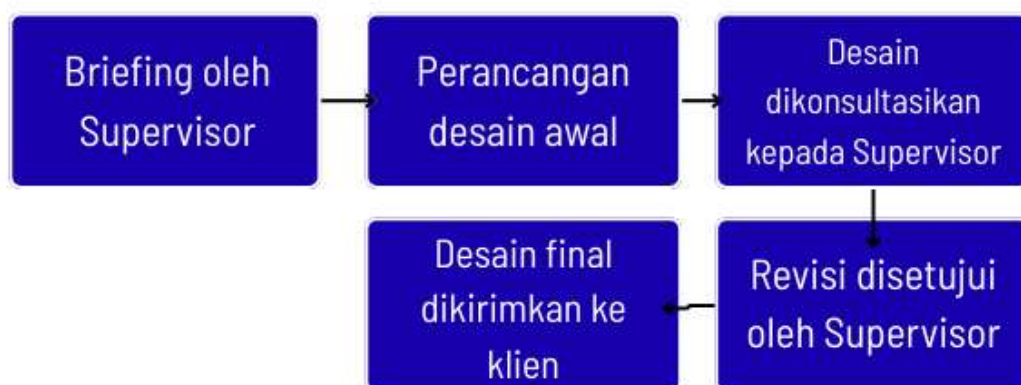 Briefing oleh
Supervisor
Perancangan
desain awal
Desain
dikonsultasikan
kepada Supervisor
Revisi disetujui
oleh Supervisor
Desain final
dikirimkan ke
klien